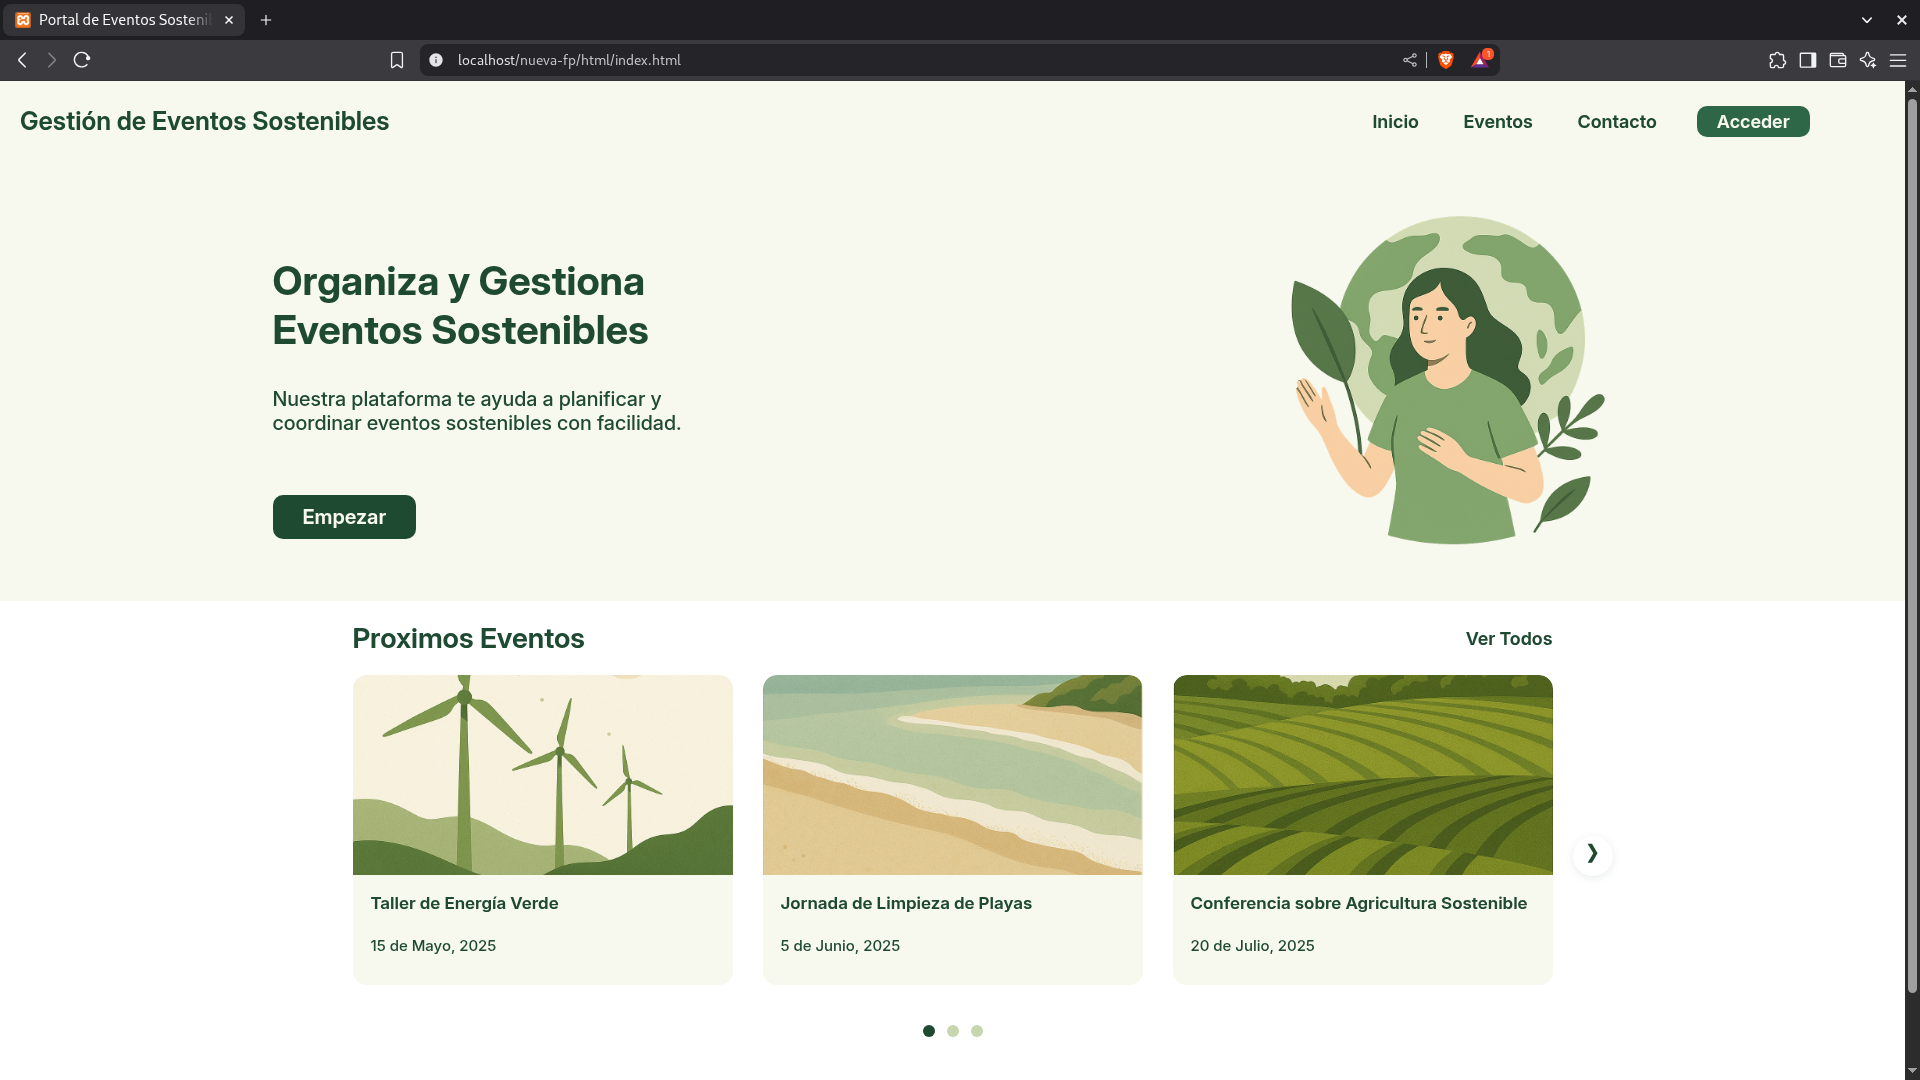 Portal de Eventos Sosteni
localhost/nueva-fp/html/index.html
1
Gestión de Eventos Sostenibles
Inicio
Eventos
Contacto
Acceder
Organiza y Gestiona
Eventos Sostenibles
Nuestra plataforma te ayuda a planificar y
coordinar eventos sostenibles con facilidad.
Empezar
Proximos Eventos
Ver Todos
Taller de Energía Verde
15 de Mayo, 2025
Jornada de Limpieza de Playas
5 de Junio, 2025
Conferencia sobre Agricultura Sostenible
20 de Julio, 2025